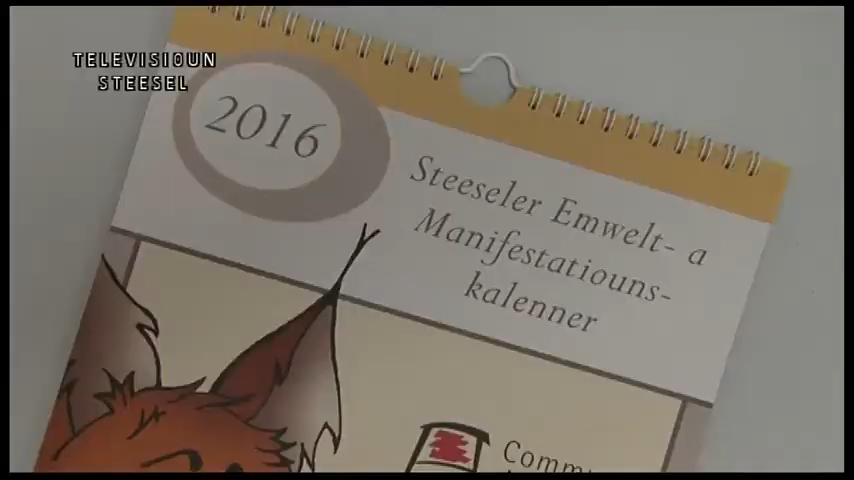 TELEVISIOUN
STEESEL
2016
Steeseler Emwelt- a
Manifestatiouns-
kalenner